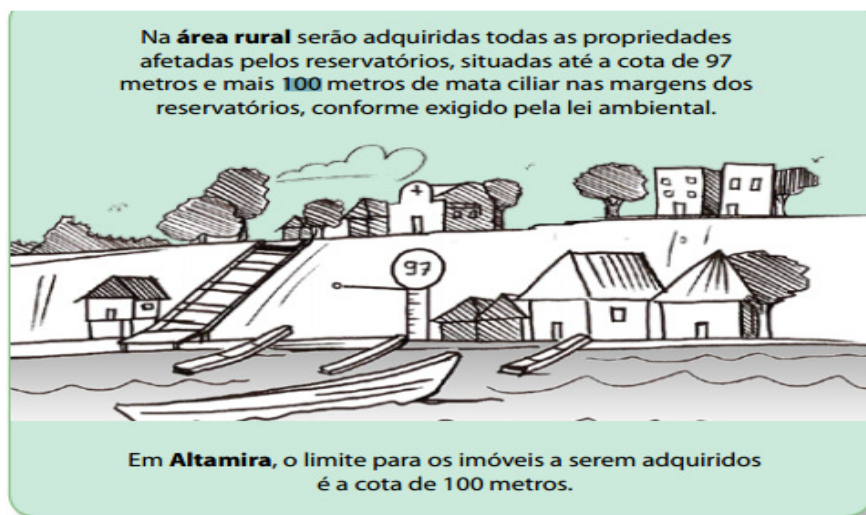 Na área rural serão adquiridas todas as propriedades
afetadas pelos reservatórios, situadas até a cota de 97
metros e mais 100 metros de mata ciliar nas margens dos
reservatórios, conforme exigido pela lei ambiental.
97
Em Altamira, o limite para os imóveis a serem adquiridos
é a cota de 100 metros.